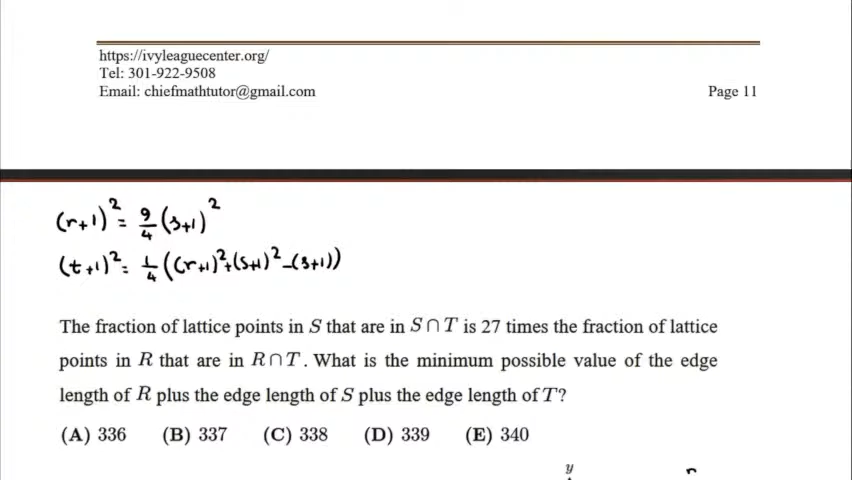 https://ivyleaguecenter.org/
Tel: 301-922-9508
Email: chiefmathtutor@gmail.com Page 11
(r+1)² = 9/4 (s+1)²
(t+1)² = 1/4 ((r+1)²+(s+1)²-(s+1))
The fraction of lattice points in S that are in S∩T is 27 times the fraction of lattice
points in R that are in R∩T. What is the minimum possible value of the edge
length of R plus the edge length of S plus the edge length of T?
(A) 336 (B) 337 (C) 338 (D) 339 (E) 340
y r